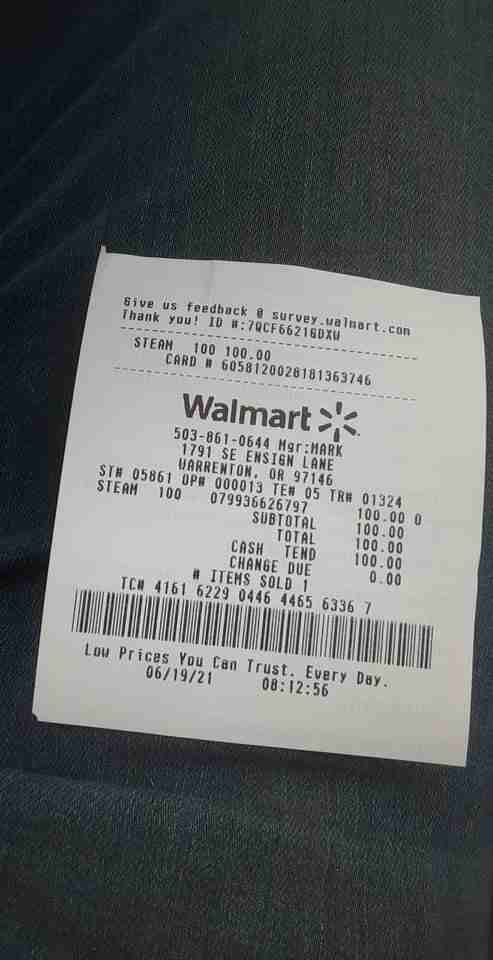 Give us feedback @ survey.walmart.com
Thank you! ID #:7QCF6621GDXW
STEAM 100 100.00
CARD # 6058120028181363746
Walmart
503-861-0644 Mgr:MARK
1791 SE ENSIGN LANE
WARRENTON, OR 97146
ST# 05861 OP# 000013 TE# 05 TR# 01324
STEAM 100 079936626797 100.00 O
SUBTOTAL 100.00
TOTAL 100.00
CASH TEND 100.00
CHANGE DUE 0.00
# ITEMS SOLD 1
TC# 4161 6229 0446 4465 6336 7
Low Prices You Can Trust. Every Day.
06/19/21 08:12:56